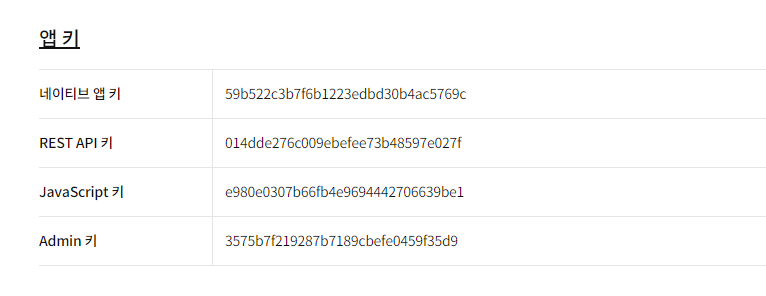 앱 키
네이티브 앱 키 59b522c3b7f6b1223edbd30b4ac5769c
REST API 키 014dde276c009ebefee73b48597e027f
JavaScript 키 e980e0307b66fb4e9694442706639be1
Admin 키 3575b7f219287b7189cbefe0459f35d9